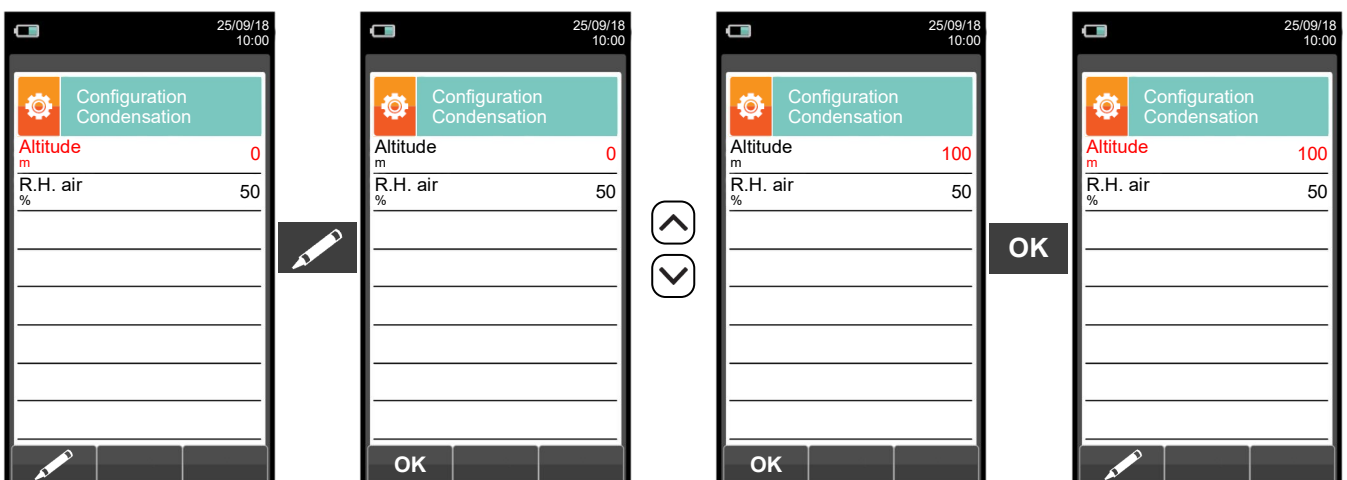 25/09/18
10:00
Configuration
Condensation
Altitude
m
0
R.H. air
%
50
25/09/18
10:00
Configuration
Condensation
Altitude
m
0
R.H. air
%
50
OK
25/09/18
10:00
Configuration
Condensation
Altitude
m
100
R.H. air
%
50
OK
OK
25/09/18
10:00
Configuration
Condensation
Altitude
m
100
R.H. air
%
50